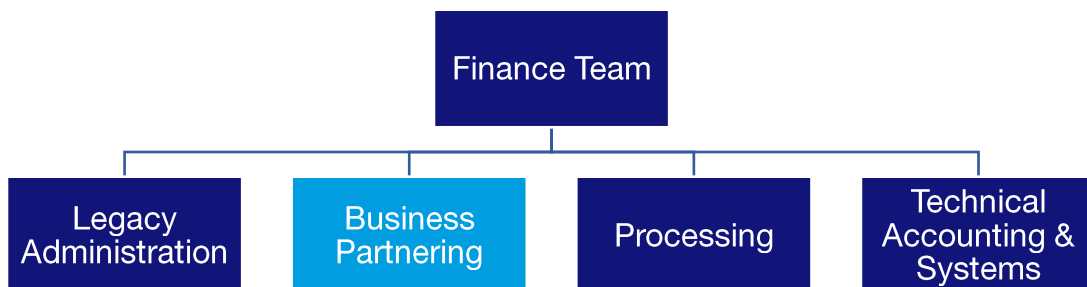 Finance Team
Legacy
Administration
Business
Partnering
Processing
Technical
Accounting &
Systems